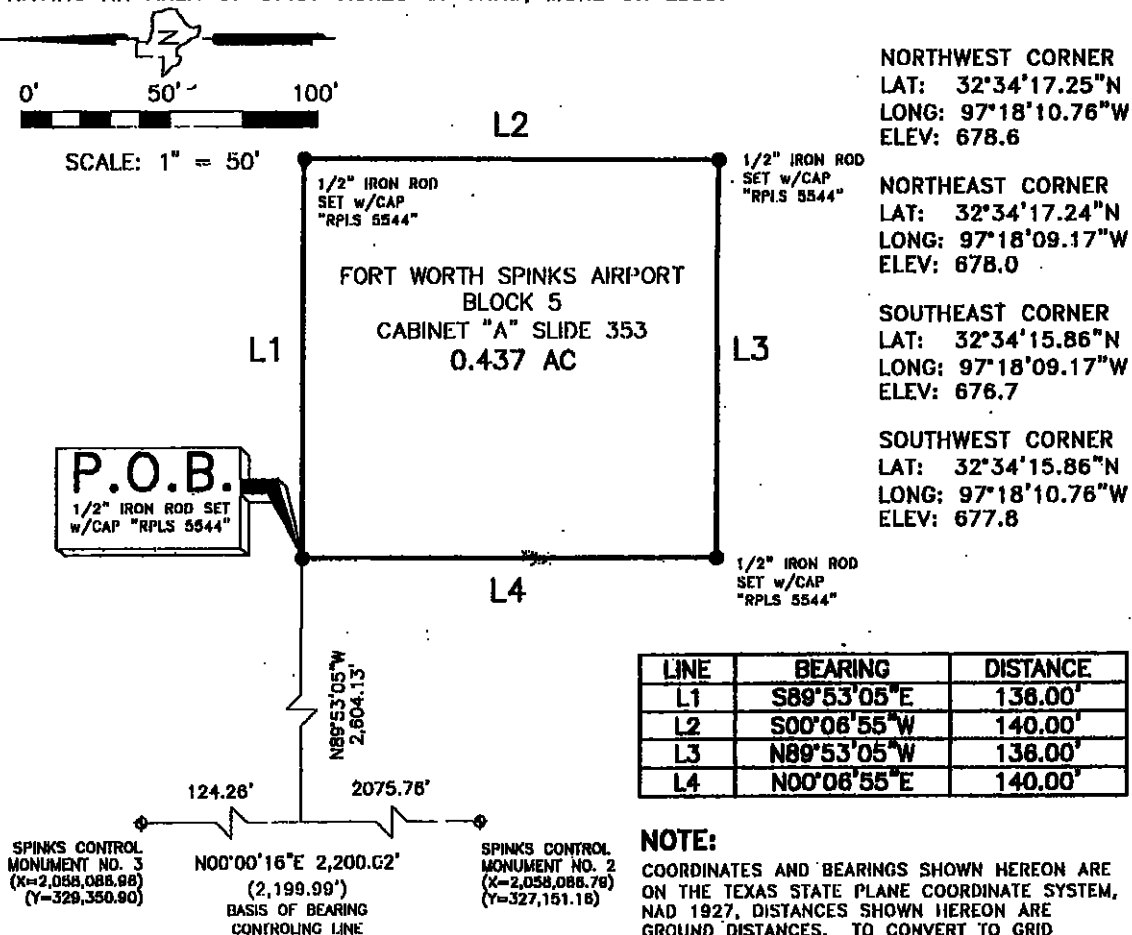 N
0' 50' 100'
SCALE: 1" = 50'
L2
1/2" IRON ROD
SET w/CAP
"RPLS 5544"
1/2" IRON ROD
SET w/CAP
"RPLS 5544"
FORT WORTH SPINKS AIRPORT
BLOCK 5
CABINET "A" SLIDE 353
0.437 AC
L1
L3
P.O.B.
1/2" IRON ROD SET
w/CAP "RPLS 5544"
L4
1/2" IRON ROD
SET w/CAP
"RPLS 5544"
NORTHWEST CORNER
LAT: 32°34'17.25"N
LONG: 97°18'10.76"W
ELEV: 678.6
NORTHEAST CORNER
LAT: 32°34'17.24"N
LONG: 97°18'09.17"W
ELEV: 678.0
SOUTHEAST CORNER
LAT: 32°34'15.86"N
LONG: 97°18'09.17"W
ELEV: 676.7
SOUTHWEST CORNER
LAT: 32°34'15.86"N
LONG: 97°18'10.76"W
ELEV: 677.8
N89°53'05"W
2,604.13'
124.26' 2075.76'
SPINKS CONTROL
MONUMENT NO. 3
(X=2,058,086.98)
(Y=329,350.90)
N00°00'16"E 2,200.02'
(2,199.99')
BASIS OF BEARING
CONTROLING LINE
SPINKS CONTROL
MONUMENT NO. 2
(X=2,058,086.79)
(Y=327,151.16)
LINE BEARING DISTANCE
L1 S89°53'05"E 136.00'
L2 S00°06'55"W 140.00'
L3 N89°53'05"W 136.00'
L4 N00°06'55"E 140.00'
NOTE:
COORDINATES AND BEARINGS SHOWN HEREON ARE
ON THE TEXAS STATE PLANE COORDINATE SYSTEM,
NAD 1927, DISTANCES SHOWN HEREON ARE
GROUND DISTANCES. TO CONVERT TO GRID